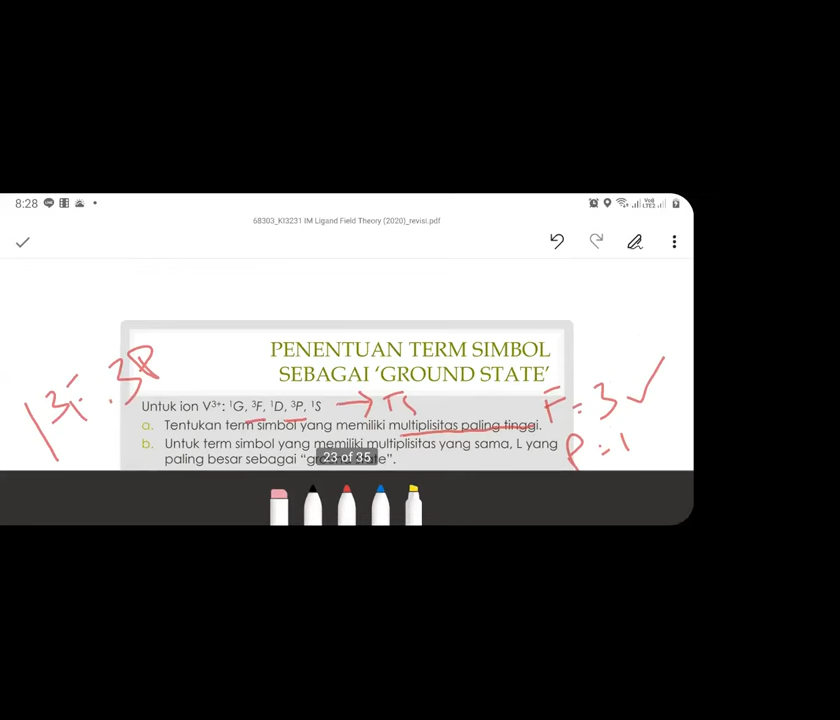 8:28
68303_KI3231 IM Ligand Field Theory (2020)_revisi.pdf
PENENTUAN TERM SIMBOL
SEBAGAI ‘GROUND STATE’
3F. 3P
Untuk ion V³⁺: ¹G, ³F, ¹D, ³P, ¹S → TS
F = 3 ✓
a. Tentukan term simbol yang memiliki multiplisitas paling tinggi.
P = 1
b. Untuk term simbol yang memiliki multiplisitas yang sama, L yang
paling besar sebagai “ state”.
23 of 35